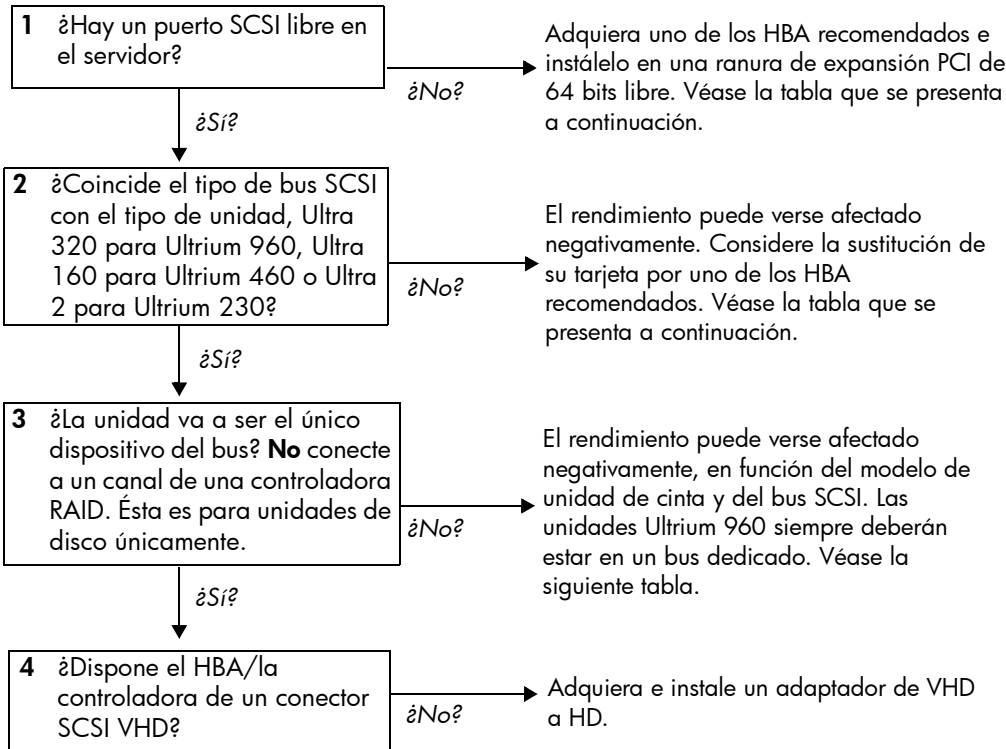 1 ¿Hay un puerto SCSI libre en
el servidor?
Adquiera uno de los HBA recomendados e
instálelo en una ranura de expansión PCI de
64 bits libre. Véase la tabla que se presenta
a continuación.
¿No?
¿Sí?
2 ¿Coincide el tipo de bus SCSI
con el tipo de unidad, Ultra
320 para Ultrium 960, Ultra
160 para Ultrium 460 o Ultra
2 para Ultrium 230?
El rendimiento puede verse afectado
negativamente. Considere la sustitución de
su tarjeta por uno de los HBA
recomendados. Véase la tabla que se
presenta a continuación.
¿No?
¿Sí?
3 ¿La unidad va a ser el único
dispositivo del bus? No conecte
a un canal de una controladora
RAID. Ésta es para unidades de
disco únicamente.
El rendimiento puede verse afectado
negativamente, en función del modelo de
unidad de cinta y del bus SCSI. Las
unidades Ultrium 960 siempre deberán
estar en un bus dedicado. Véase la
siguiente tabla.
¿No?
¿Sí?
4 ¿Dispone el HBA/la
controladora de un conector
SCSI VHD?
Adquiera e instale un adaptador de VHD
a HD.
¿No?